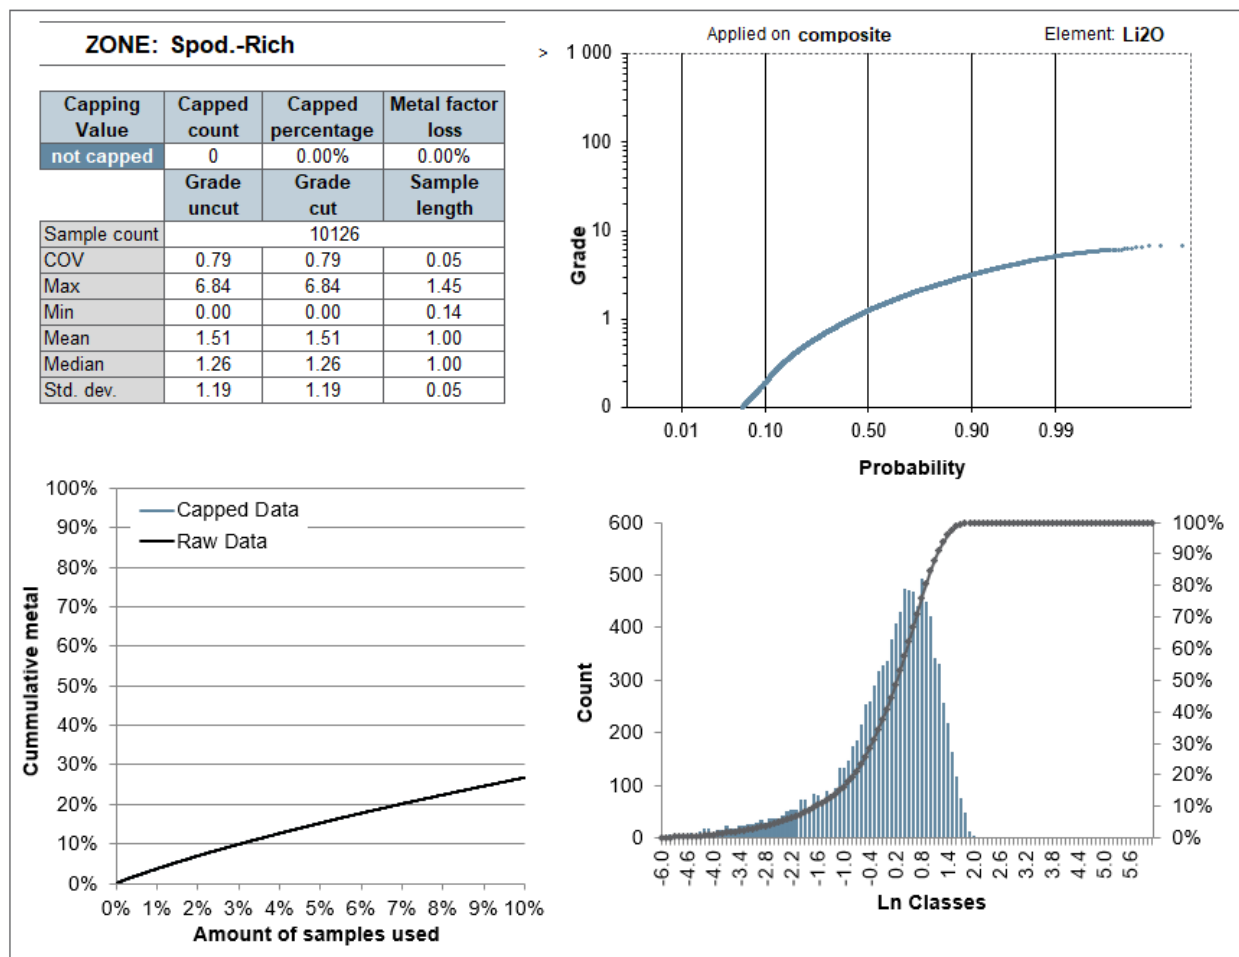 ZONE: Spod.-Rich
Capping Value Capped count Capped percentage Metal factor loss
not capped 0 0.00% 0.00%
Grade uncut Grade cut Sample length
Sample count 10126
COV 0.79 0.79 0.05
Max 6.84 6.84 1.45
Min 0.00 0.00 0.14
Mean 1.51 1.51 1.00
Median 1.26 1.26 1.00
Std. dev. 1.19 1.19 0.05
Applied on composite Element: Li2O
>
1 000
100
10
1
0
Grade
0.01 0.10 0.50 0.90 0.99
Probability
100%
90%
80%
70%
60%
50%
40%
30%
20%
10%
0%
Cummulative metal
Capped Data
Raw Data
0% 1% 2% 3% 4% 5% 6% 7% 8% 9% 10%
Amount of samples used
600
500
400
300
200
100
0
Count
100%
90%
80%
70%
60%
50%
40%
30%
20%
10%
0%
-6.0 -4.6 -4.0 -3.4 -2.8 -2.2 -1.6 -1.0 -0.4 0.2 0.8 1.4 2.0 3.2 3.8 4.4 5.0 5.6
Ln Classes